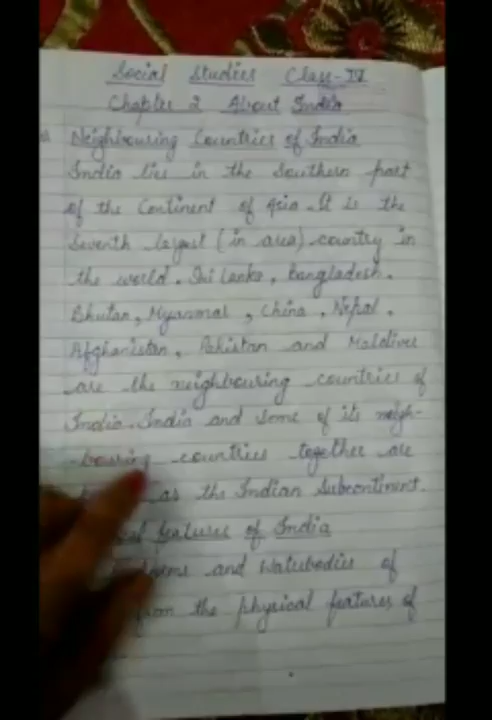 Social Studies Class-IV
Chapter 2 About India
Neighbouring Countries of India
India lies in the Southern part
of the Continent of Asia. It is the
Seventh largest (in area) country in
the world. Sri Lanka, Bangladesh,
Bhutan, Myanmar, China, Nepal,
Afghanistan, Pakistan and Maldives
are the neighbouring countries of
India. India and some of its neigh-
-bouring countries together are
as the Indian Subcontinent.
features of India
and Waterbodies of
the physical features of